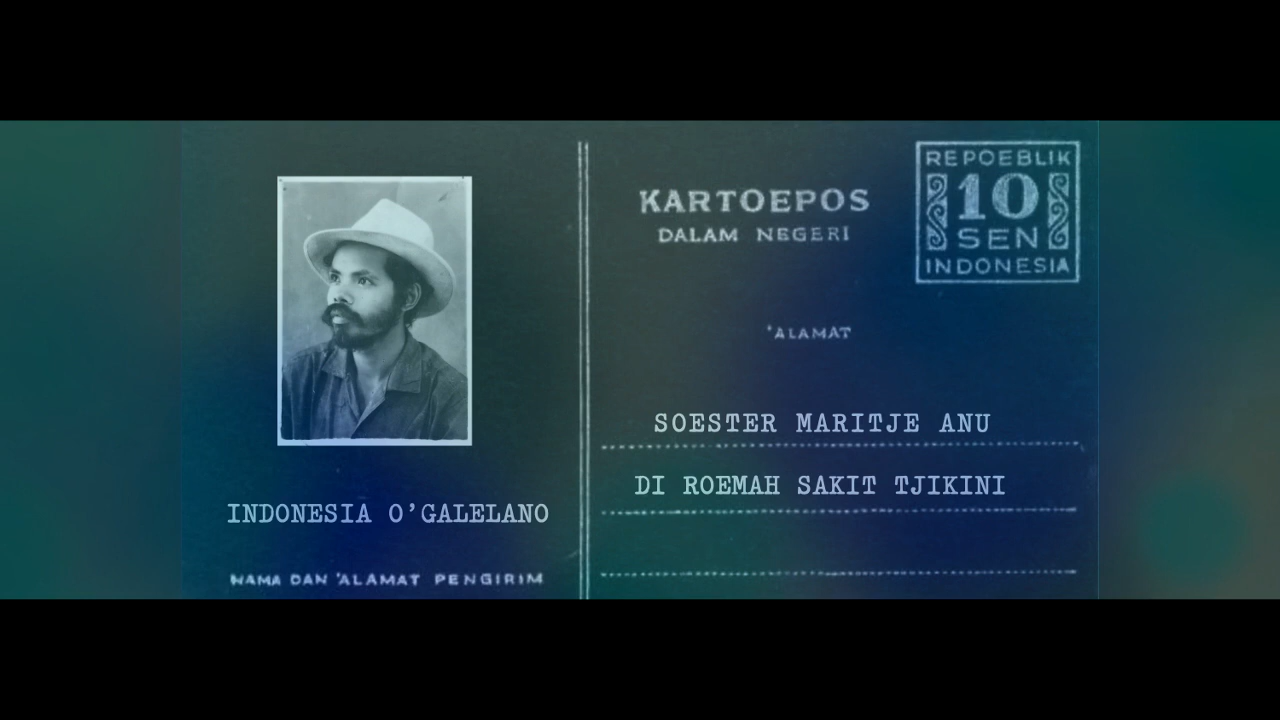 INDONESIA O'GALELANO
NAMA DAN 'ALAMAT PENGIRIM
KARTOEPOS
DALAM NEGERI
REPOEBLIK
10
SEN
INDONESIA
'ALAMAT
SOESTER MARITJE ANU
DI ROEMAH SAKIT TJIKINI